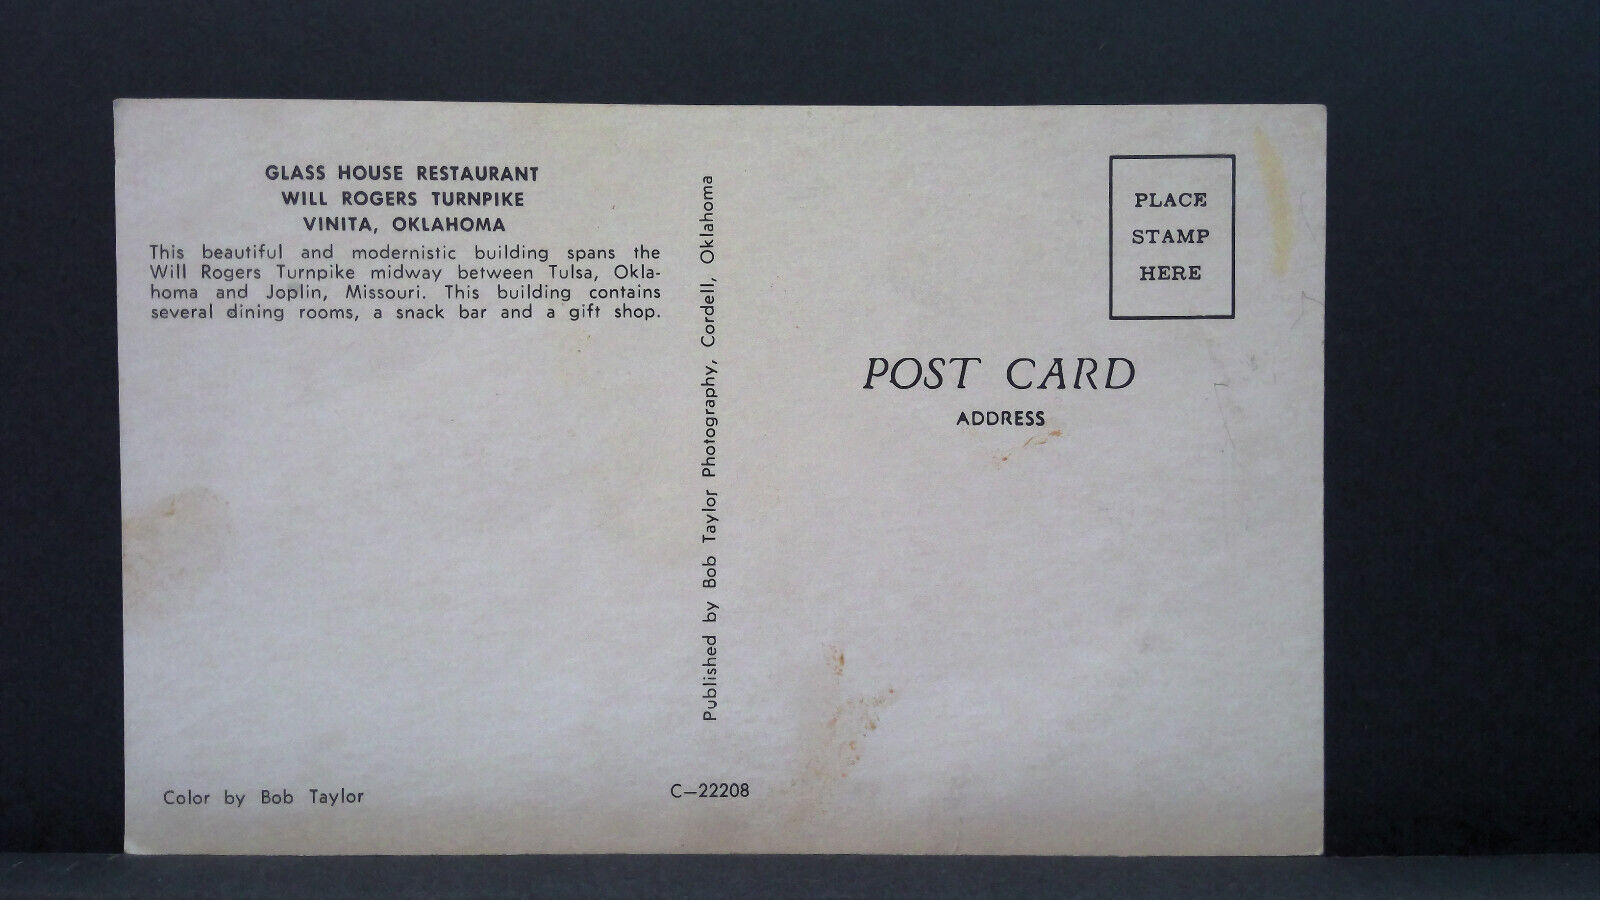 GLASS HOUSE RESTAURANT
WILL ROGERS TURNPIKE
VINITA, OKLAHOMA
This beautiful and modernistic building spans the
Will Rogers Turnpike midway between Tulsa, Okla-
homa and Joplin, Missouri. This building contains
several dining rooms, a snack bar and a gift shop.
Color by Bob Taylor
Published by Bob Taylor Photography, Cordell, Oklahoma
C-22208
PLACE
STAMP
HERE
POST CARD
ADDRESS